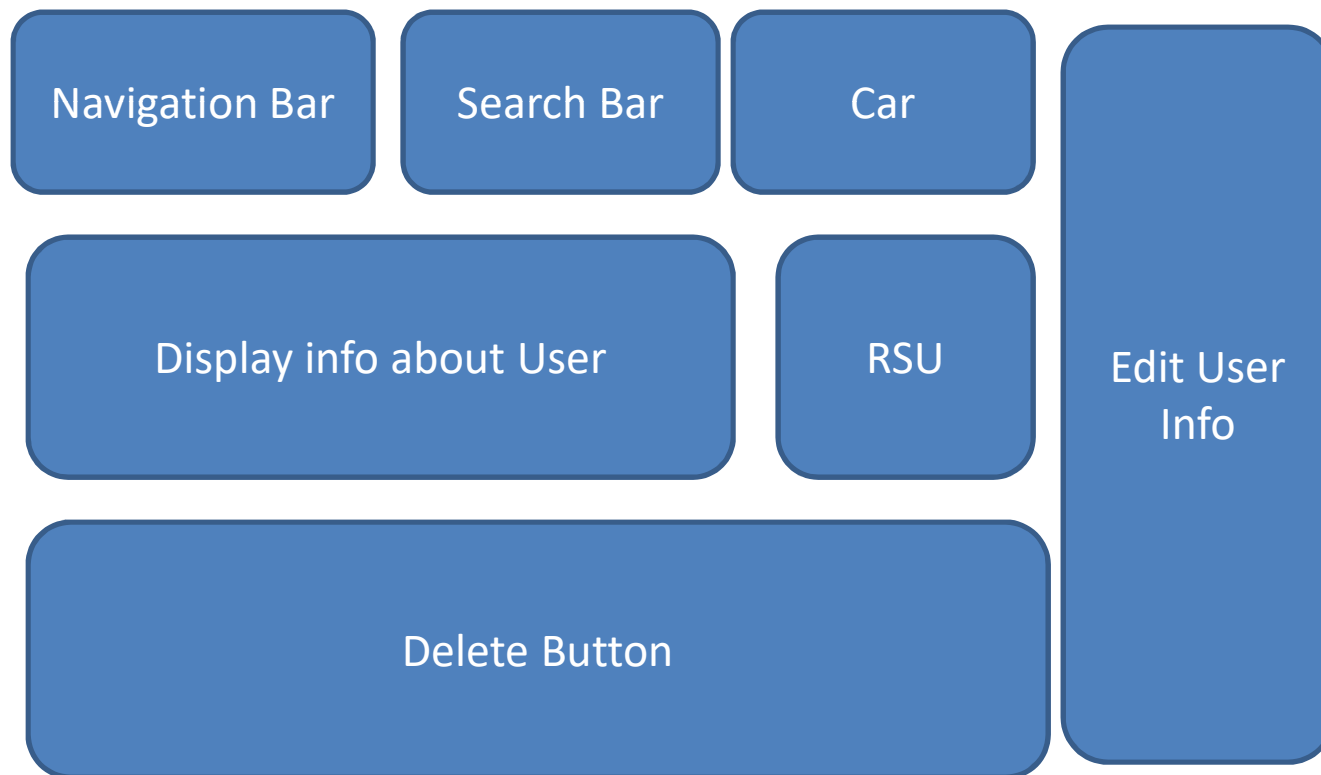 Navigation Bar
Search Bar
Car
Display info about User
RSU
Edit User
Info
Delete Button